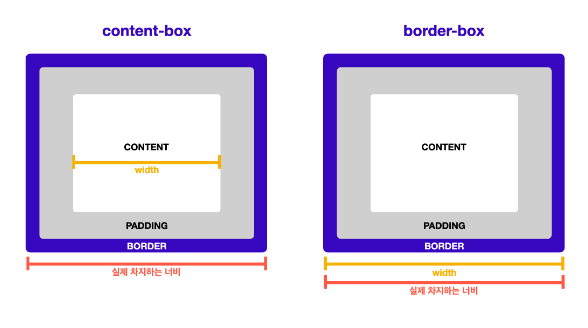 content-box
CONTENT
width
PADDING
BORDER
실제 차지하는 너비
border-box
CONTENT
PADDING
BORDER
width
실제 차지하는 너비